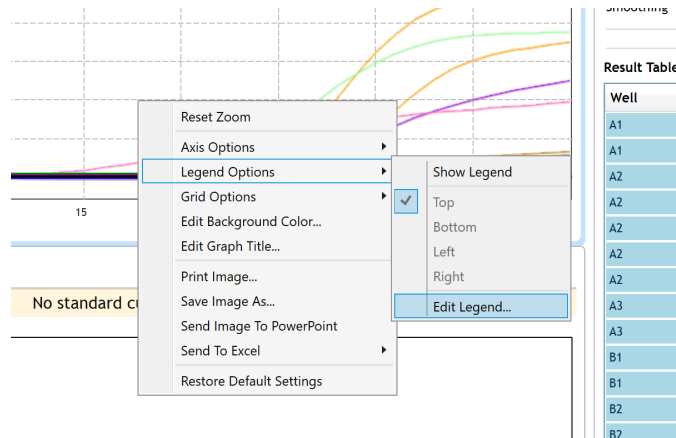 Smoothing
Result Table
Well
A1
A1
A2
A2
A2
A2
A2
A3
A3
B1
B1
B2
B2
15
No standard cu
Reset Zoom
Axis Options
Legend Options
Grid Options
Edit Background Color...
Edit Graph Title...
Print Image...
Save Image As...
Send Image To PowerPoint
Send To Excel
Restore Default Settings
Show Legend
Top
Bottom
Left
Right
Edit Legend...